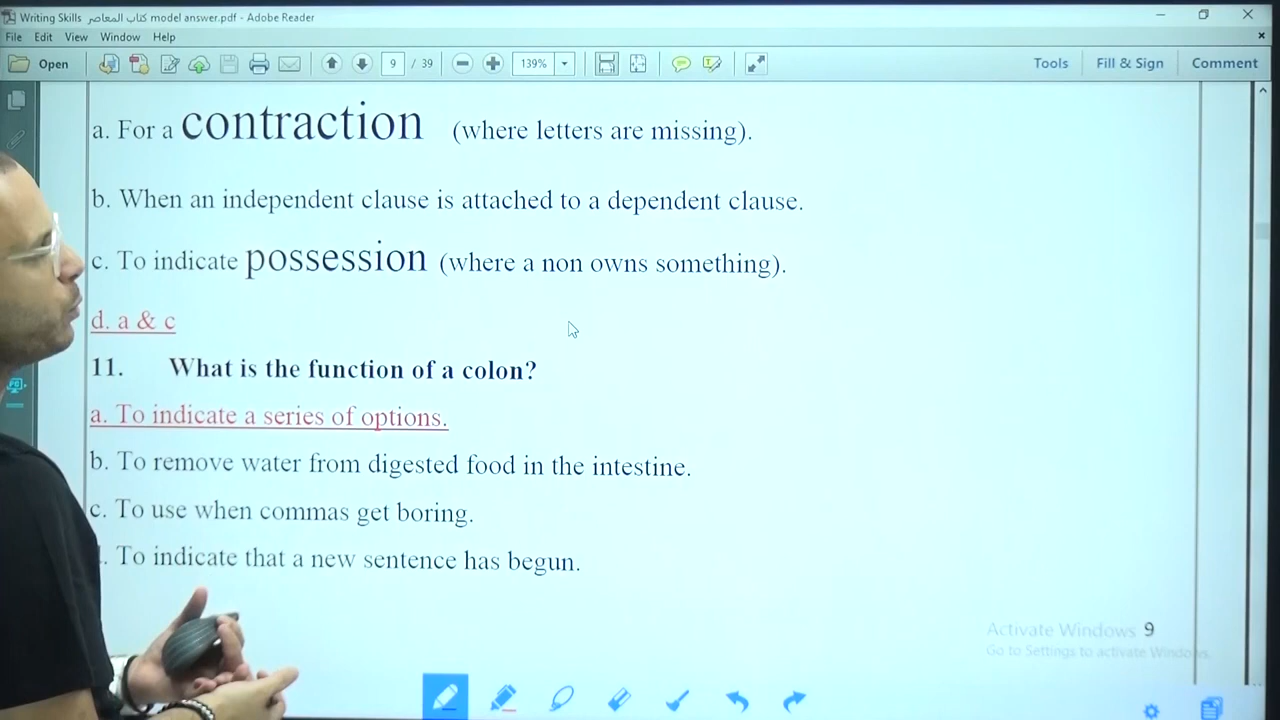 Writing Skills كتاب المعاصر model answer.pdf - Adobe Reader
File Edit View Window Help
Open 9 / 39 139% Tools Fill & Sign Comment
a. For a contraction (where letters are missing).
b. When an independent clause is attached to a dependent clause.
c. To indicate possession (where a non owns something).
d. a & c
11. What is the function of a colon?
a. To indicate a series of options.
b. To remove water from digested food in the intestine.
c. To use when commas get boring.
. To indicate that a new sentence has begun.
Activate Windows 9
Go to Settings to activate Windows.